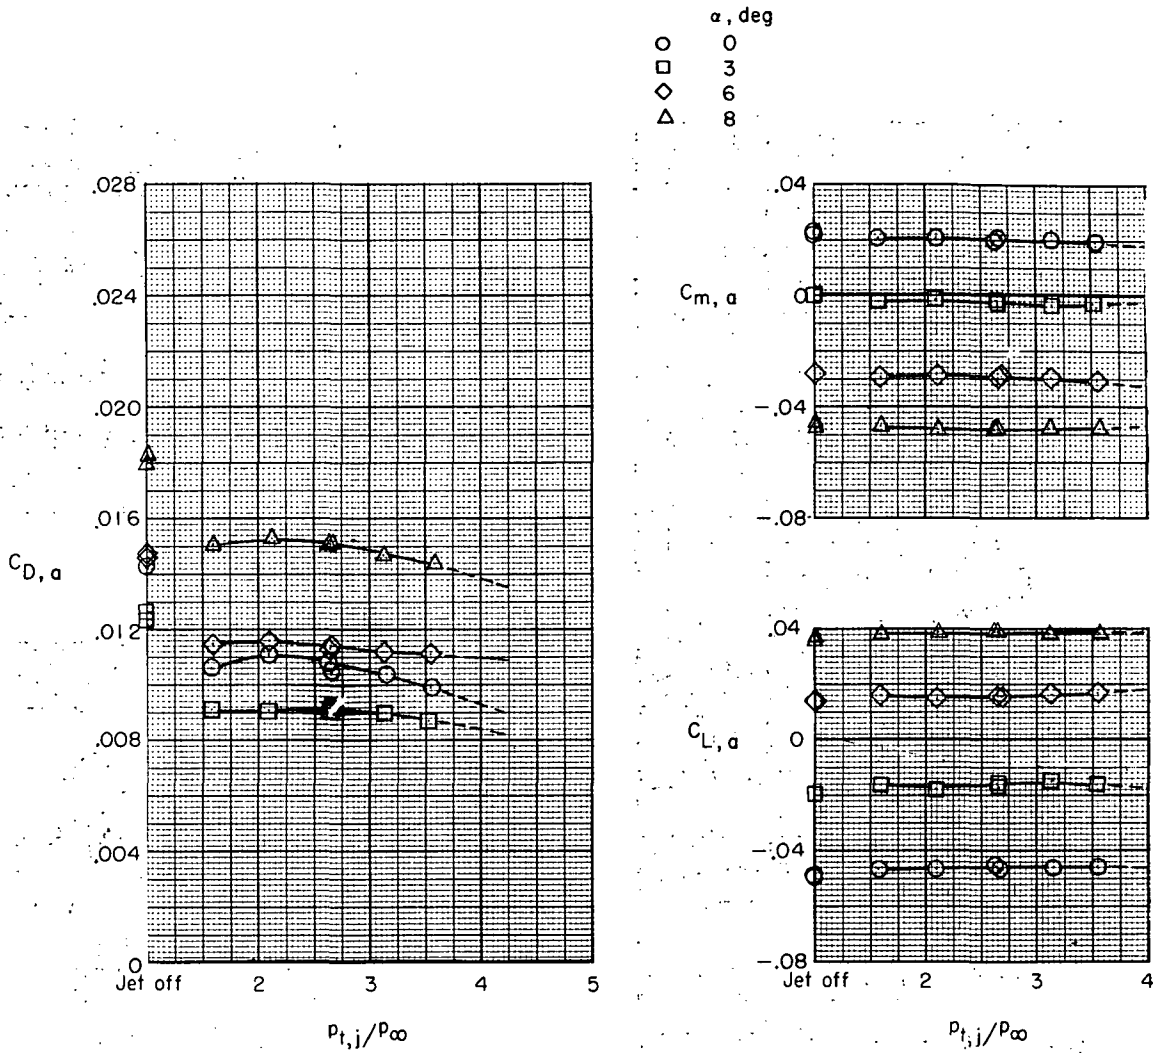 α, deg
0
3
6
8
.028
.024
.020
.016
.012
.008
.004
0
C_D,a
Jet off 2 3 4 5
p_t,j/p_∞
.04
0
-.04
-.08
C_m,a
.04
0
-.04
-.08
C_L,a
Jet off 2 3 4
p_t,j/p_∞